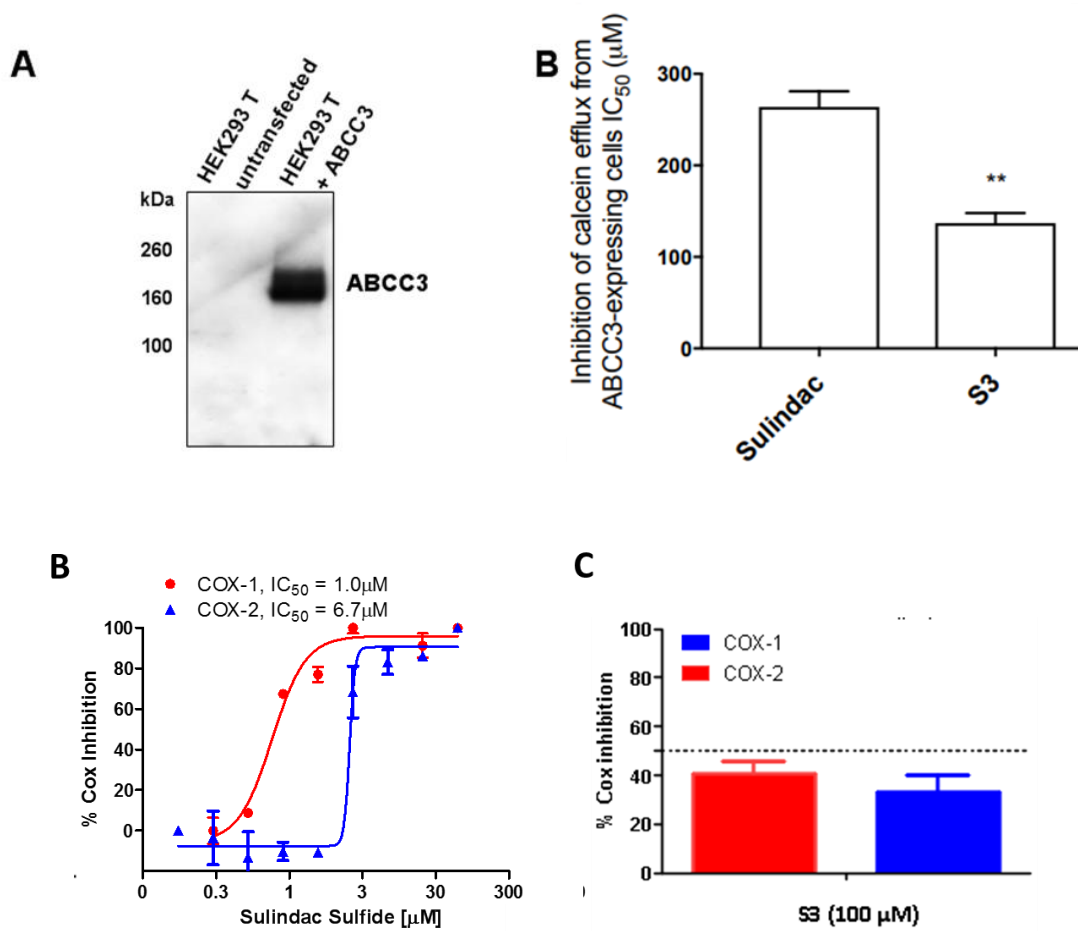 A
HEK293 T
untransfected
HEK293 T
+ ABCC3
kDa
260
160
100
ABCC3
B
Inhibition of calcein efflux from
ABCC3-expressing cells IC50 (μM)
300
200
100
0
**
Sulindac
S3
B
COX-1, IC50 = 1.0μM
COX-2, IC50 = 6.7μM
% Cox Inhibition
100
80
60
40
20
0
0
0.3
1
3
30
300
Sulindac Sulfide [μM]
C
COX-1
COX-2
% Cox inhibition
100
80
60
40
20
0
S3 (100 μM)